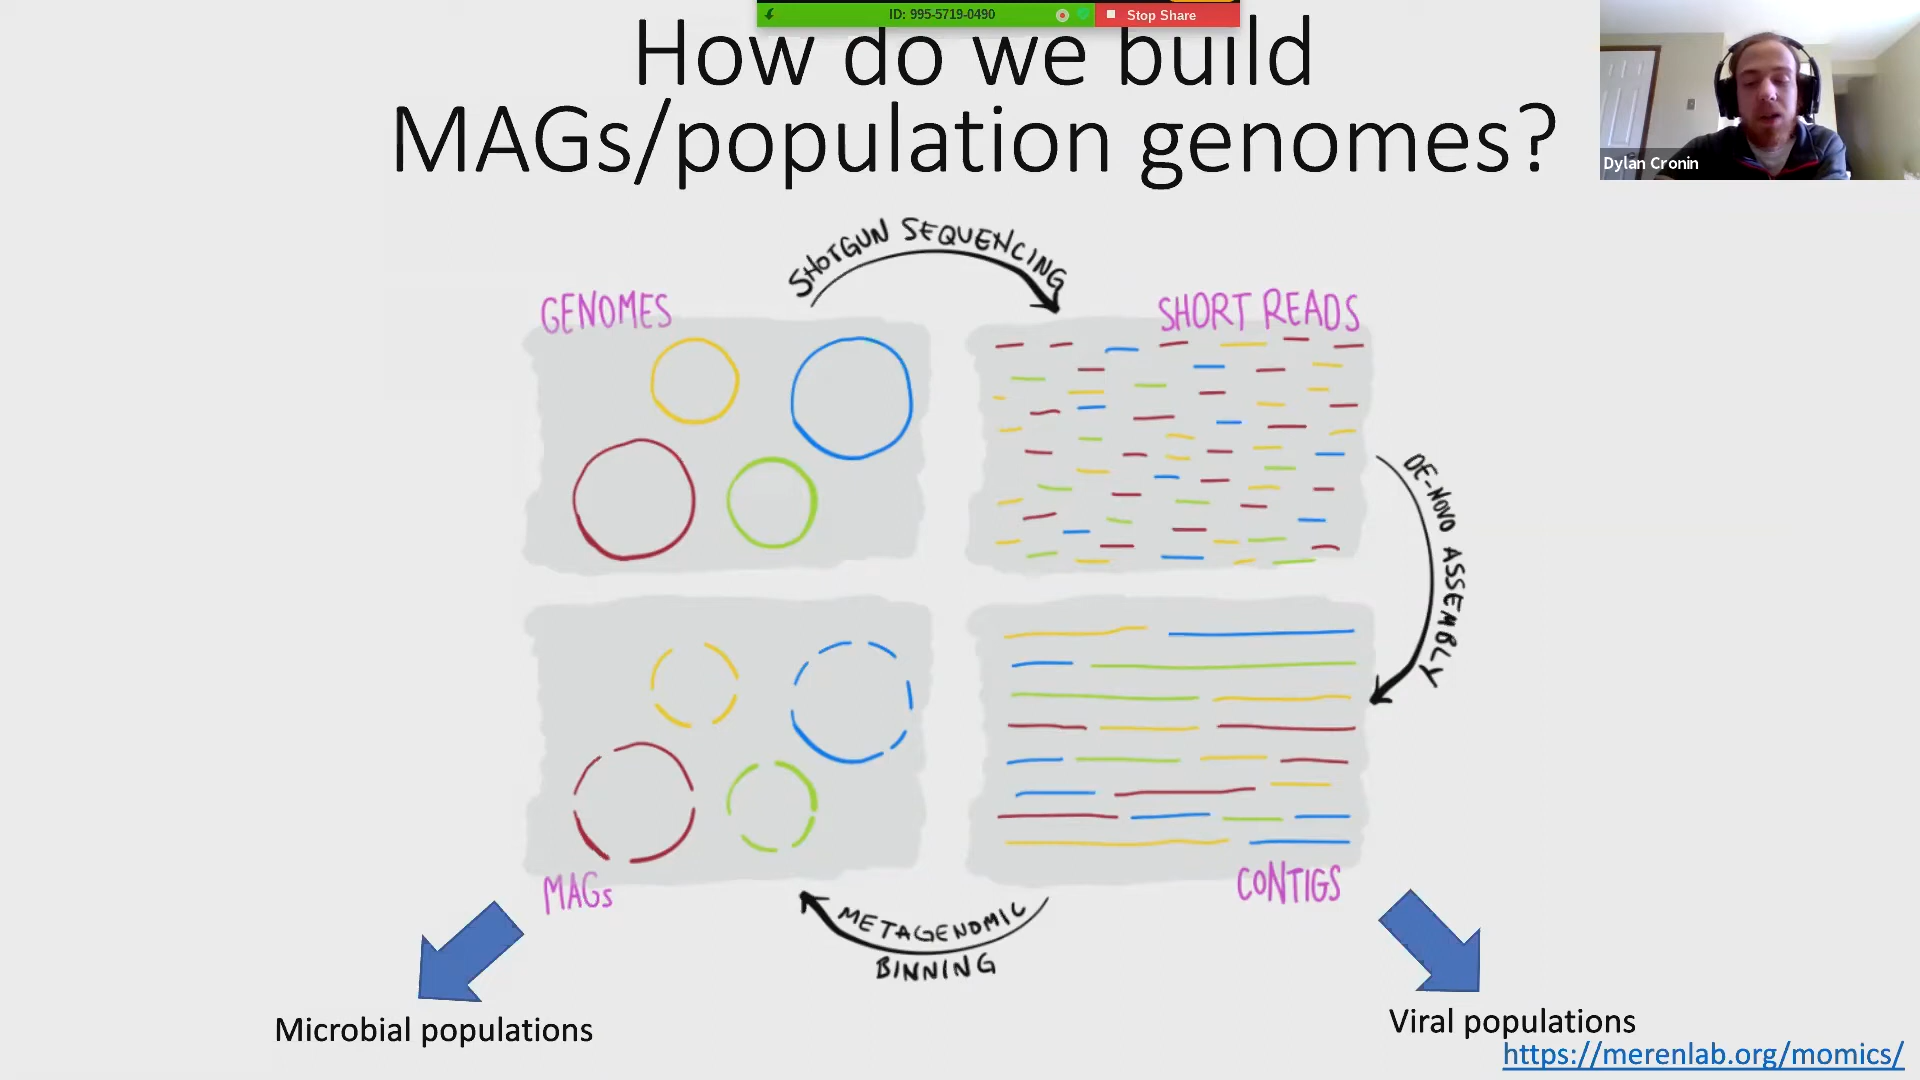 ID: 995-5719-0490
Stop Share
How do we build
MAGs/population genomes?
Dylan Cronin
SHOTGUN SEQUENCING
GENOMES
SHORT READS
DE-NOVO ASSEMBLY
MAGs
CONTIGS
METAGENOMIC
BINNING
Microbial populations
Viral populations
https://merenlab.org/momics/